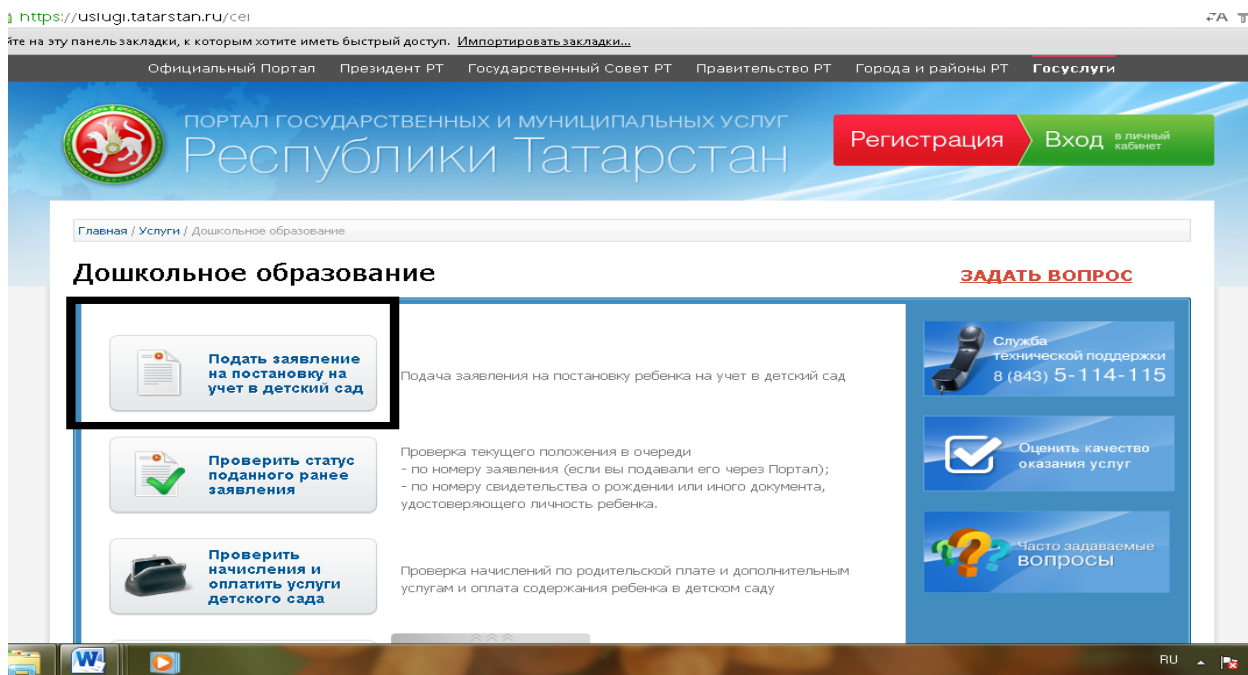 https://uslugi.tatarstan.ru/cei
йте на эту панель закладки, к которым хотите иметь быстрый доступ. Импортировать закладки...
Официальный Портал Президент РТ Государственный Совет РТ Правительство РТ Города и районы РТ Госуслуги
ПОРТАЛ ГОСУДАРСТВЕННЫХ И МУНИЦИПАЛЬНЫХ УСЛУГ
Республики Татарстан
Регистрация
Вход в личный кабинет
Главная / Услуги / Дошкольное образование
Дошкольное образование
ЗАДАТЬ ВОПРОС
Подать заявление
на постановку на
учет в детский сад
Подача заявления на постановку ребенка на учет в детский сад
Проверить статус
поданного ранее
заявления
Проверка текущего положения в очереди
- по номеру заявления (если вы подавали его через Портал);
- по номеру свидетельства о рождении или иного документа,
удостоверяющего личность ребенка.
Проверить
начисления и
оплатить услуги
детского сада
Проверка начислений по родительской плате и дополнительным
услугам и оплата содержания ребенка в детском саду
Служба
технической поддержки
8 (843) 5-114-115
Оценить качество
оказания услуг
Часто задаваемые
ВОПРОСЫ
RU